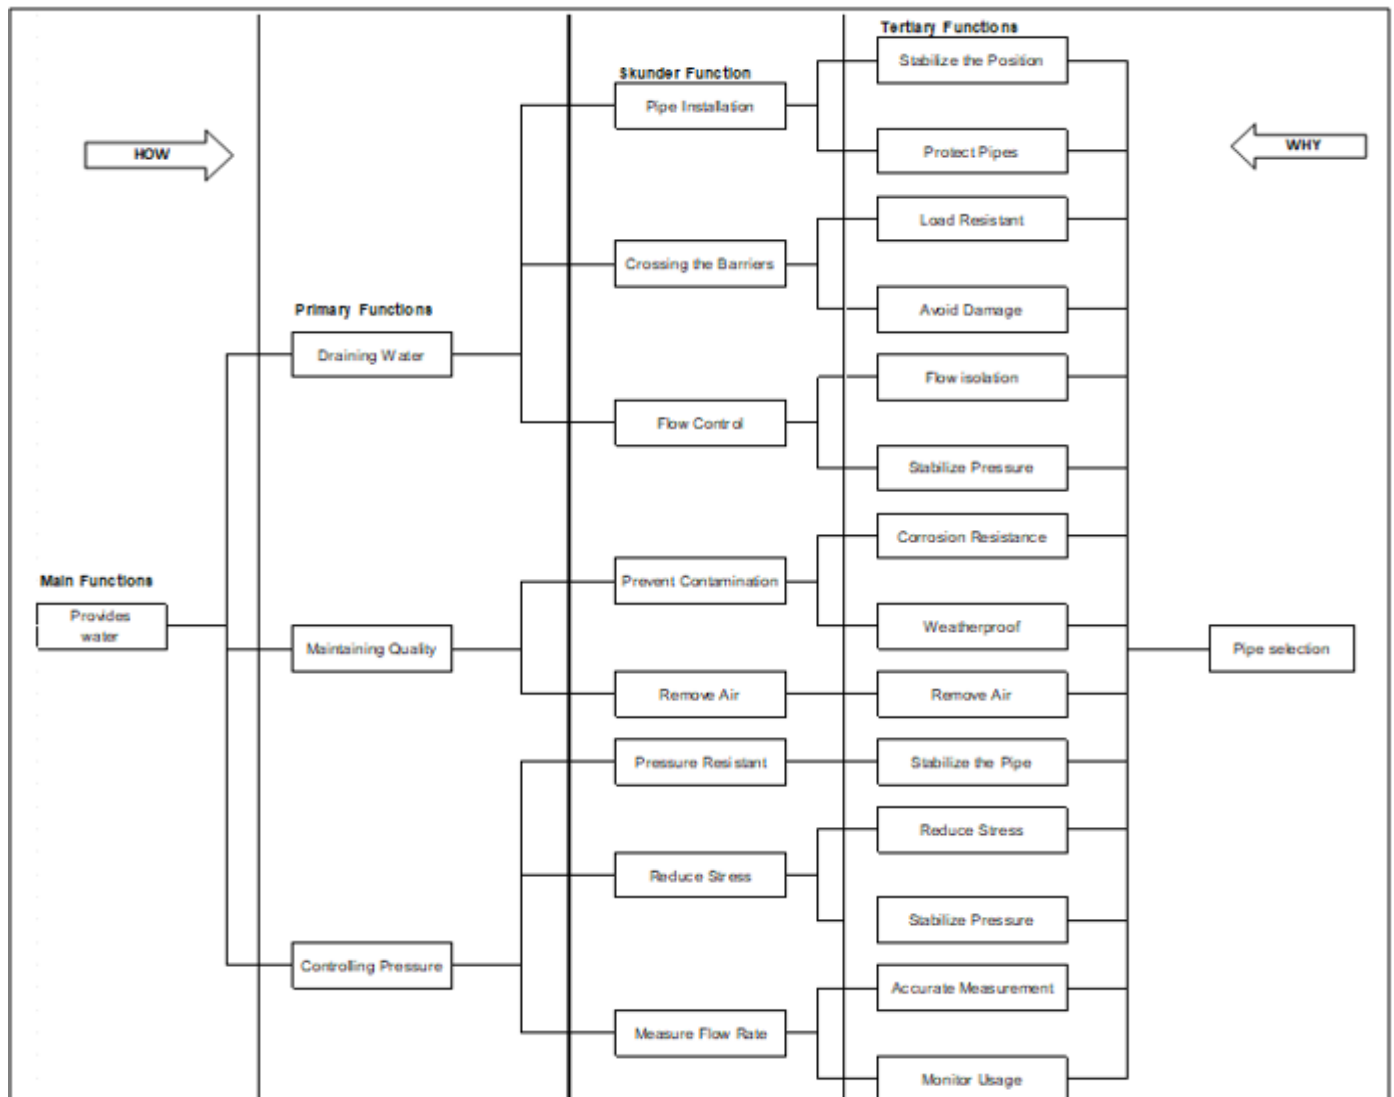 Tertiary Functions
Stabilize the Position
Skunder Function
Pipe Installation
HOW
WHY
Protect Pipes
Load Resistant
Crossing the Barriers
Primary Functions
Avoid Damage
Draining Water
Flow isolation
Flow Control
Stabilize Pressure
Corrosion Resistance
Main Functions
Prevent Contamination
Provides
water
Weatherproof
Maintaining Quality
Pipe selection
Remove Air
Remove Air
Pressure Resistant
Stabilize the Pipe
Reduce Stress
Reduce Stress
Stabilize Pressure
Controlling Pressure
Accurate Measurement
Measure Flow Rate
Monitor Usage